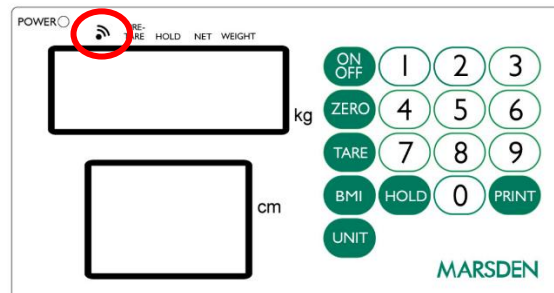 POWER
PRE-
TARE HOLD NET WEIGHT
kg
cm
ON OFF 1 2 3
ZERO 4 5 6
TARE 7 8 9
BMI HOLD 0 PRINT
UNIT
MARSDEN